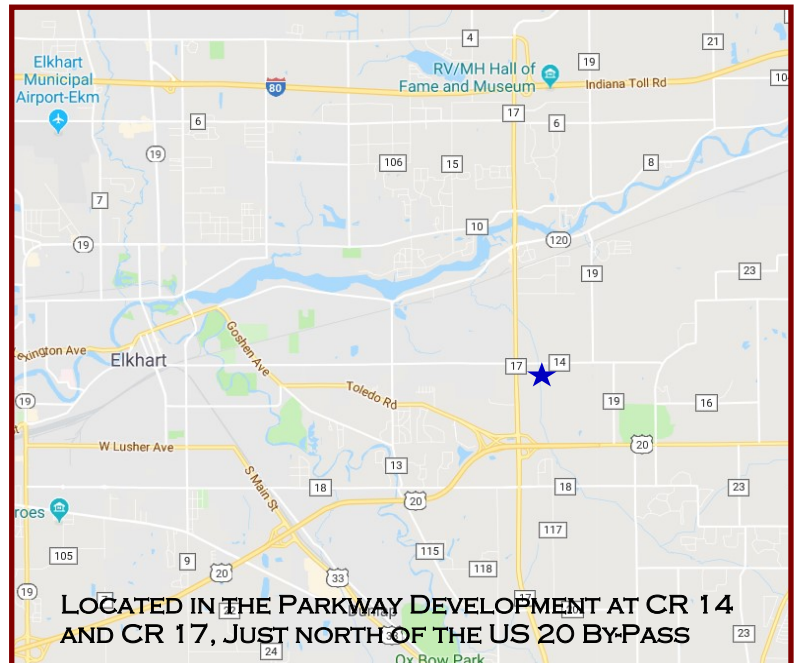 4
21
Elkhart
Municipal
Airport-Ekm
RV/MH Hall of
Fame and Museum
19
Indiana Toll Rd
80
17
6
6
19
106
15
8
7
10
19
120
19
23
Goshen Ave
Elkhart
17
14
Toledo Rd
19
19
16
W Lusher Ave
20
13
S Main St
18
18
23
20
117
115
105
9
118
20
33
19
17
LOCATED IN THE PARKWAY DEVELOPMENT AT CR 14
AND CR 17, JUST NORTH OF THE US 20 BY-PASS
23
24
Ox Bow Park